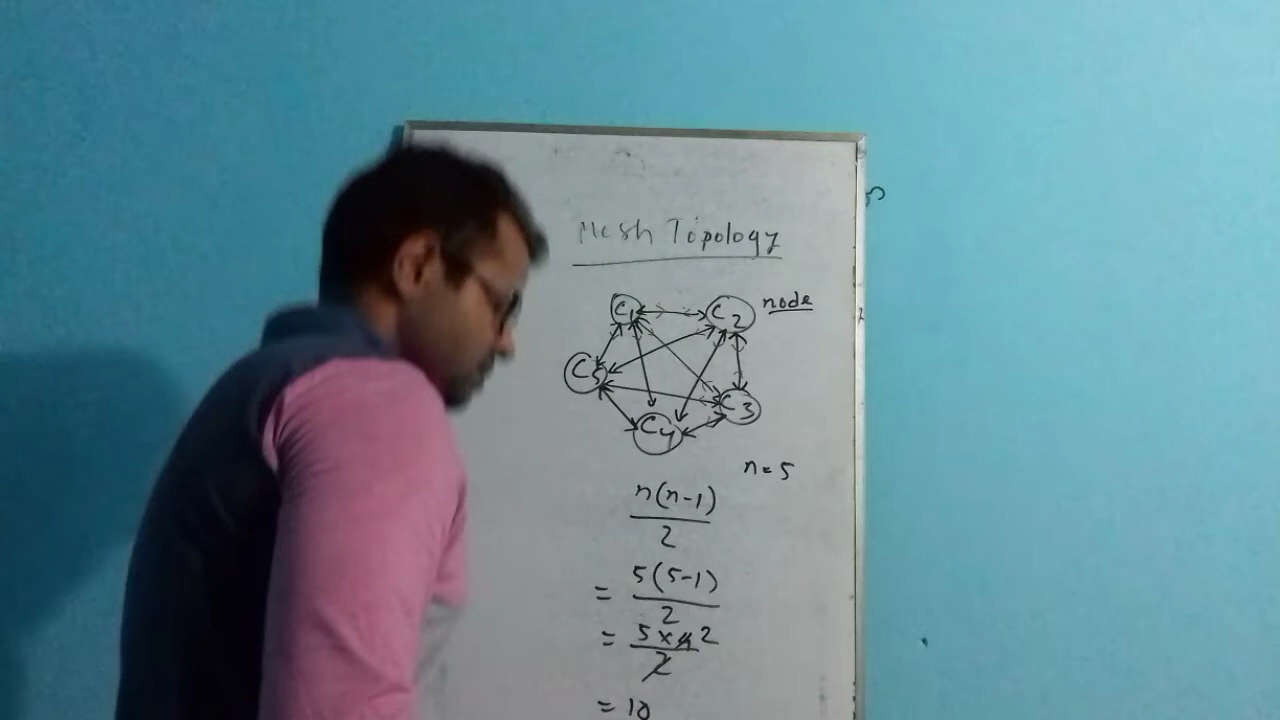 Mesh Topology
C1 C2 node
C5
C3
C4
n = 5
n(n-1)
2
= 5(5-1)
2
= 5×4 2
2
= 10